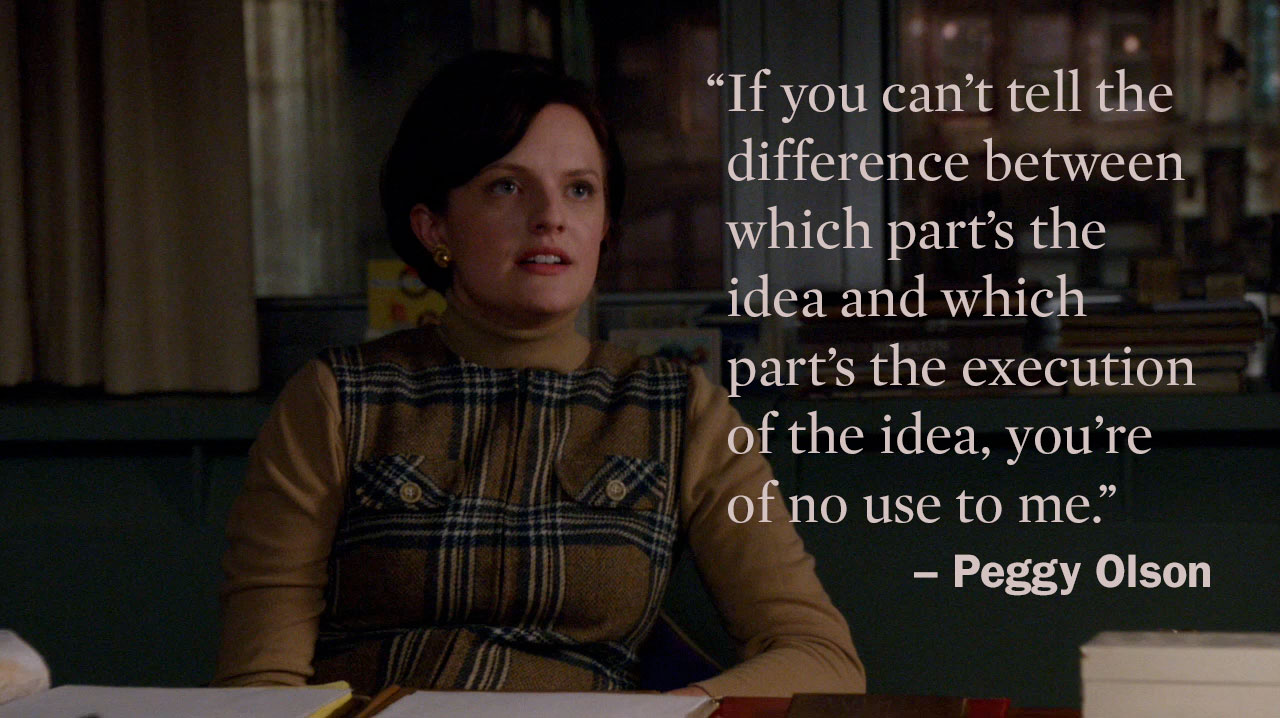 “If you can’t tell the
difference between
which part’s the
idea and which
part’s the execution
of the idea, you’re
of no use to me.”
– Peggy Olson